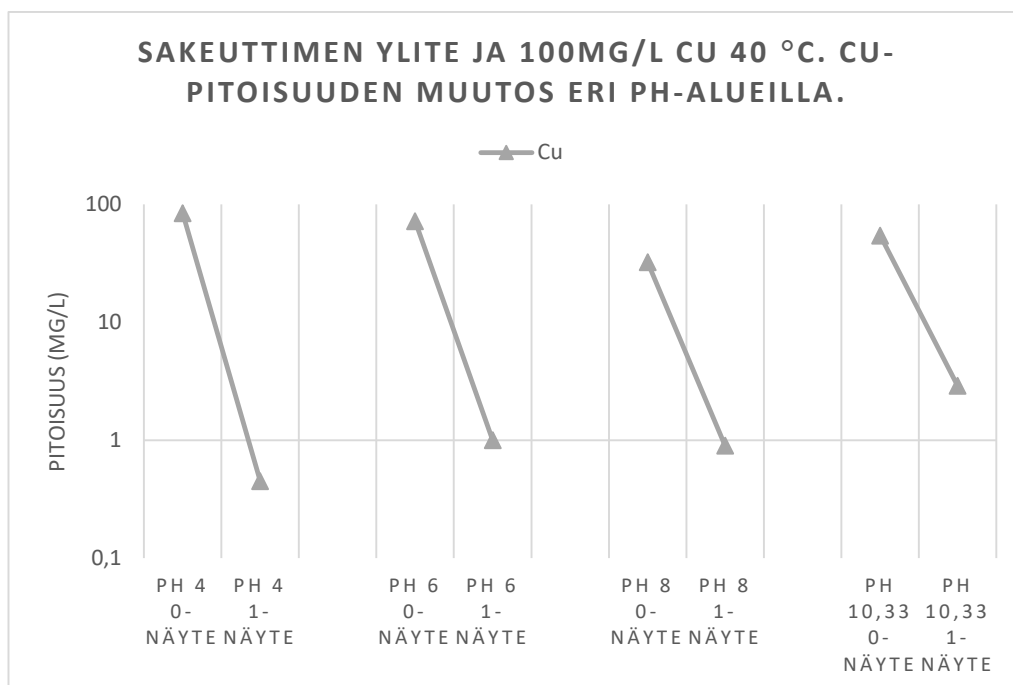 SAKEUTTIMEN YLITE JA 100MG/L CU 40 °C. CU-
PITOISUUDEN MUUTOS ERI PH-ALUEILLA.
Cu
PITOISUUS (MG/L)
100
10
1
0,1
PH 4
0-
NÄYTE
PH 4
1-
NÄYTE
PH 6
0-
NÄYTE
PH 6
1-
NÄYTE
PH 8
0-
NÄYTE
PH 8
1-
NÄYTE
PH
10,33
0-
NÄYTE
PH
10,33
1-
NÄYTE